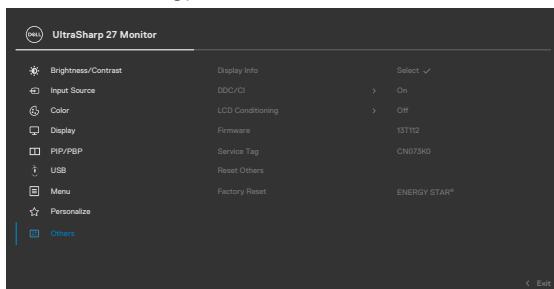 DELL
UltraSharp 27 Monitor
Brightness/Contrast Display Info Select ✓
Input Source DDC/CI > On
Color LCD Conditioning > Off
Display Firmware 13T112
PIP/PBP Service Tag CN073K0
USB Reset Others
Menu Factory Reset ENERGY STAR®
Personalize
Others
< Exit